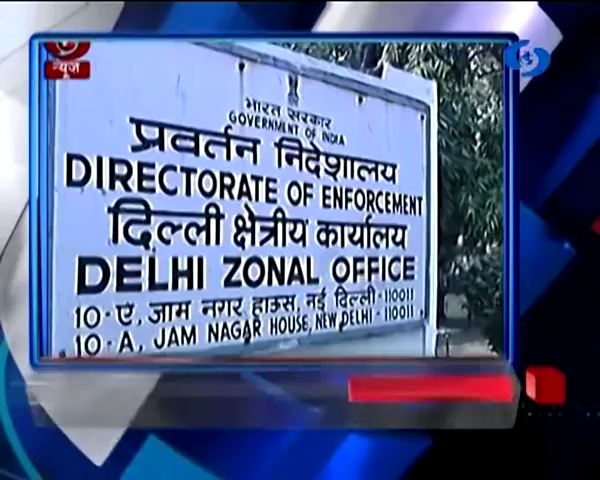 न्यूज़
भारत सरकार
GOVERNMENT OF INDIA
प्रवर्तन निदेशालय
DIRECTORATE OF ENFORCEMENT
दिल्ली क्षेत्रीय कार्यालय
DELHI ZONAL OFFICE
10-ए, जाम नगर हाऊस, नई दिल्ली-110011
10-A, JAM NAGAR HOUSE, NEW DELHI-110011